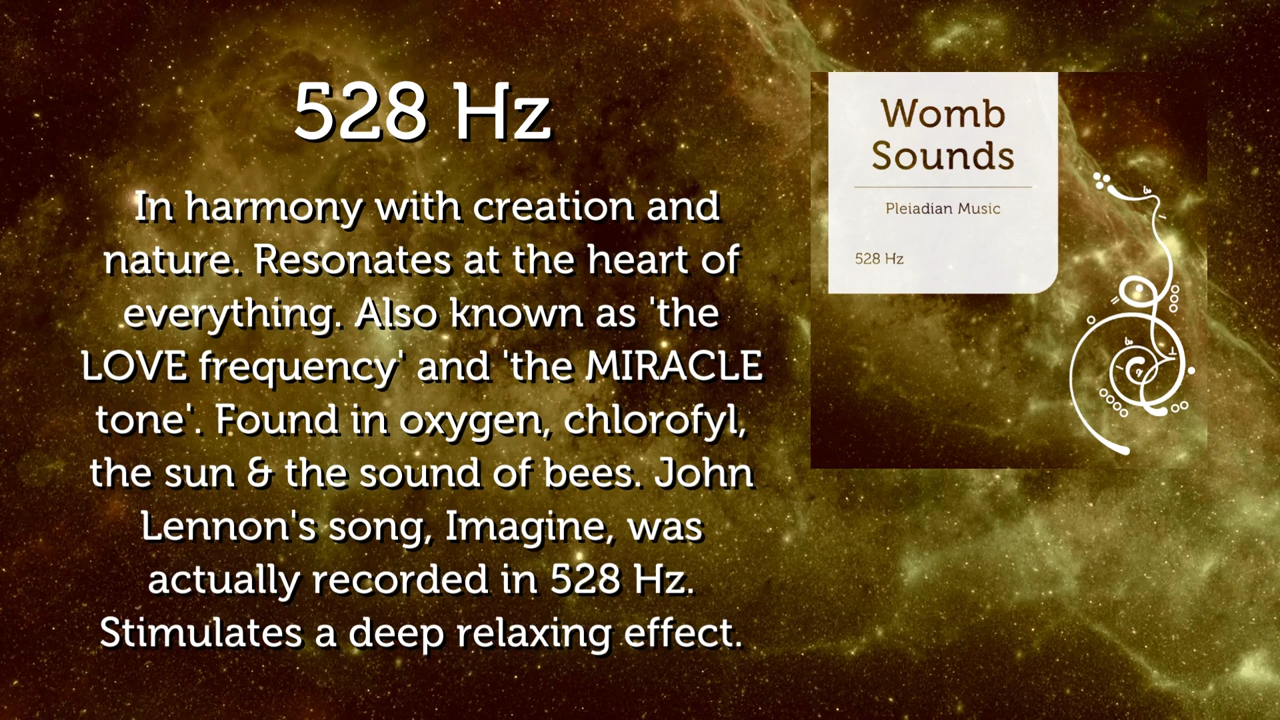 528 Hz
In harmony with creation and
nature. Resonates at the heart of
everything. Also known as 'the
LOVE frequency' and 'the MIRACLE
tone'. Found in oxygen, chlorofyl,
the sun & the sound of bees. John
Lennon's song, Imagine, was
actually recorded in 528 Hz.
Stimulates a deep relaxing effect.
Womb
Sounds
Pleiadian Music
528 Hz